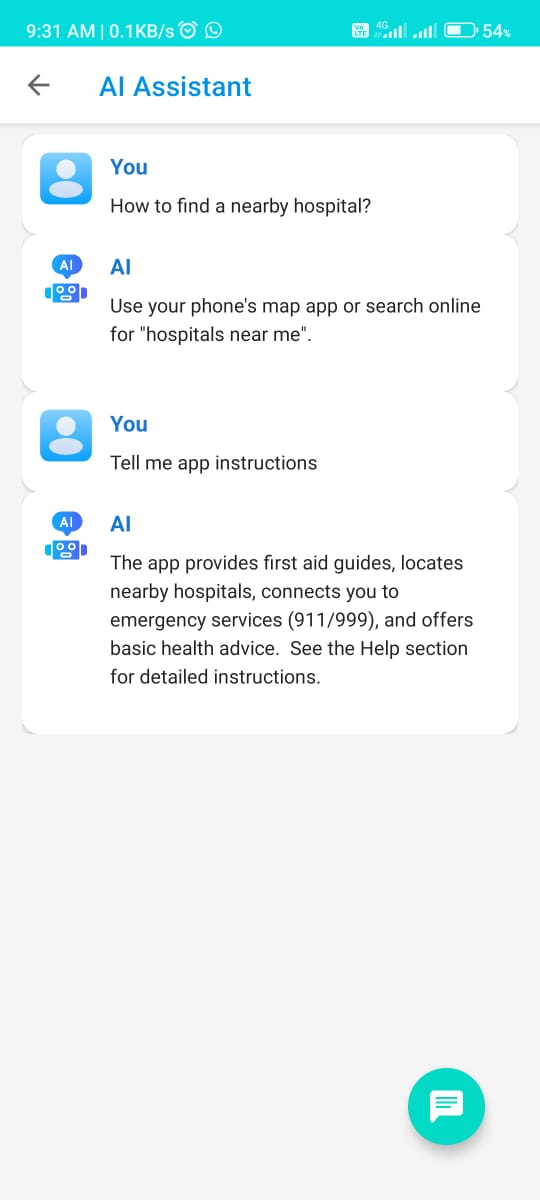 9:31 AM | 0.1KB/s
Vo LTE 4G 54%
AI Assistant
You
How to find a nearby hospital?
AI
AI
Use your phone's map app or search online
for "hospitals near me".
You
Tell me app instructions
AI
AI
The app provides first aid guides, locates
nearby hospitals, connects you to
emergency services (911/999), and offers
basic health advice.  See the Help section
for detailed instructions.